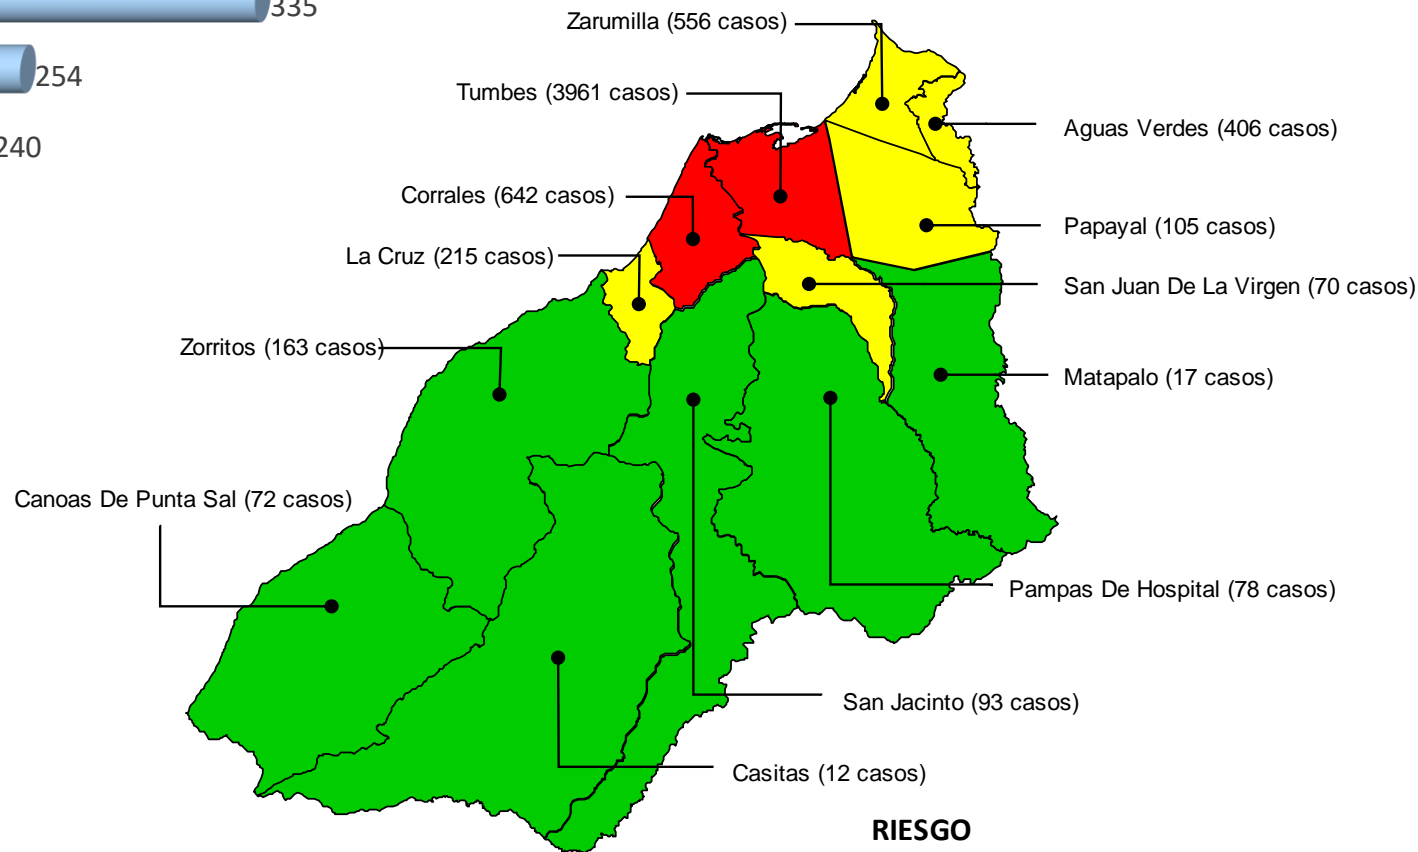 335
254
240
Zarumilla (556 casos)
Tumbes (3961 casos)
Aguas Verdes (406 casos)
Corrales (642 casos)
Papayal (105 casos)
La Cruz (215 casos)
San Juan De La Virgen (70 casos)
Zorritos (163 casos)
Matapalo (17 casos)
Canoas De Punta Sal (72 casos)
Pampas De Hospital (78 casos)
San Jacinto (93 casos)
Casitas (12 casos)
RIESGO